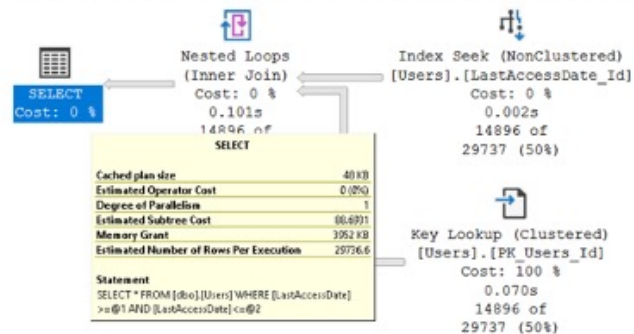 Nested Loops
(Inner Join)
Cost: 0 %
0.101s
14896 of
Index Seek (NonClustered)
[Users].[LastAccessDate_Id]
Cost: 0 %
0.002s
14896 of
29737 (50%)
SELECT
Cost: 0 %
SELECT
Cached plan size 48 KB
Estimated Operator Cost 0 (0%)
Degree of Parallelism 1
Estimated Subtree Cost 88.6931
Memory Grant 3952 KB
Estimated Number of Rows Per Execution 29736.6
Statement
SELECT * FROM [dbo].[Users] WHERE [LastAccessDate]
>=@1 AND [LastAccessDate]<=@2
Key Lookup (Clustered)
[Users].[PK_Users_Id]
Cost: 100 %
0.070s
14896 of
29737 (50%)